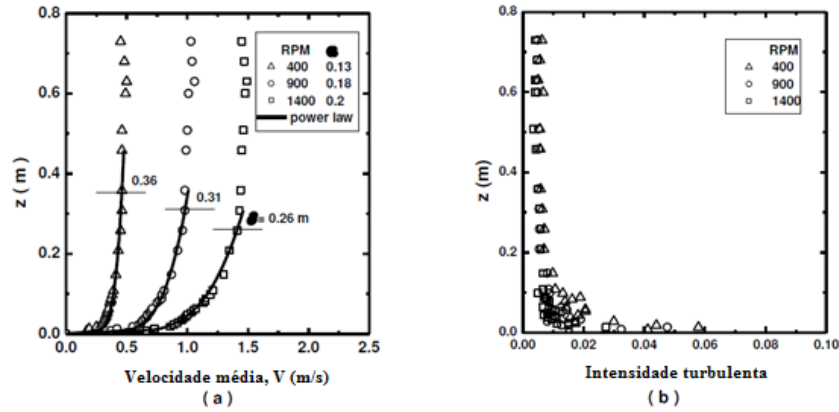 0.8
0.6
0.4
0.2
0.0
z ( m )
RPM
△ 400 0.13
○ 900 0.18
□ 1400 0.2
power law
0.36
0.31
= 0.26 m
0.0 0.5 1.0 1.5 2.0 2.5
Velocidade média, V (m/s)
( a )
0.8
0.6
0.4
0.2
0.0
z (m)
RPM
△ 400
○ 900
□ 1400
0.00 0.02 0.04 0.06 0.08 0.10
Intensidade turbulenta
( b )